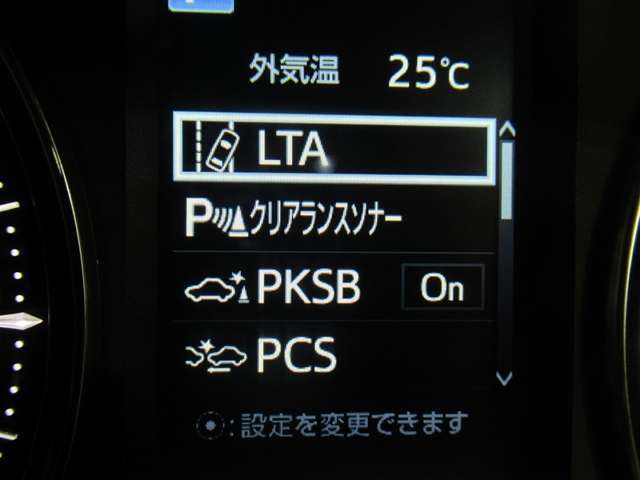 外気温 25℃
LTA
P クリアランスソナー
PKSB On
PCS
:設定を変更できます